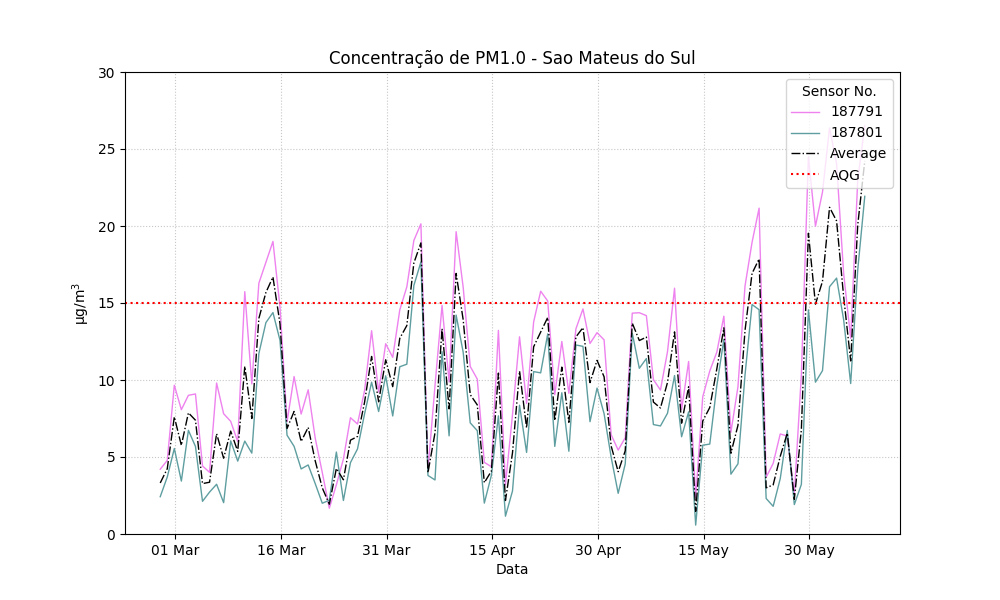 Concentração de PM1.0 - Sao Mateus do Sul
Sensor No.
187791
187801
Average
AQG
30
25
20
15
10
5
0
µg/m³
01 Mar 16 Mar 31 Mar 15 Apr 30 Apr 15 May 30 May
Data